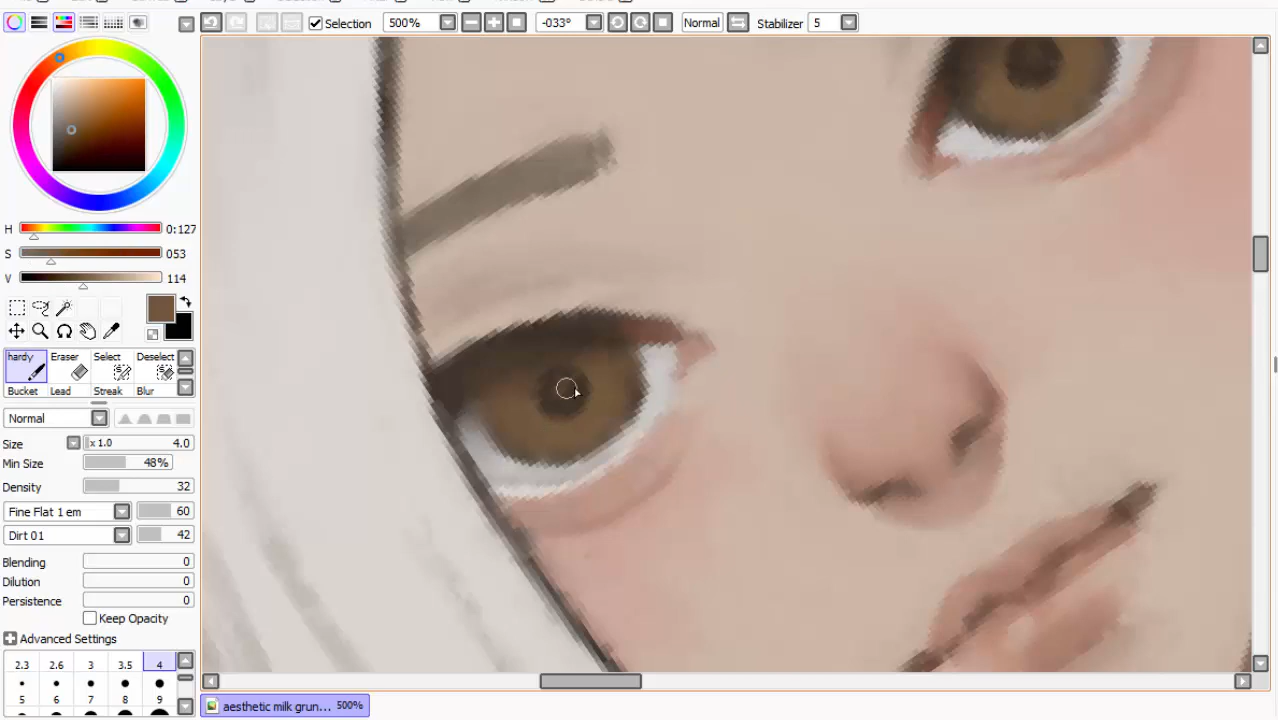 Selection 500% -033° Normal Stabilizer 5
H 0:127
S 053
V 114
hardy Eraser Select Deselect
Bucket Lead Streak Blur
Normal
Size x 1.0 4.0
Min Size 48%
Density 32
Fine Flat 1 em 60
Dirt 01 42
Blending 0
Dilution 0
Persistence 0
Keep Opacity
Advanced Settings
2.3 2.6 3 3.5 4
5 6 7 8 9
aesthetic milk grun... 500%